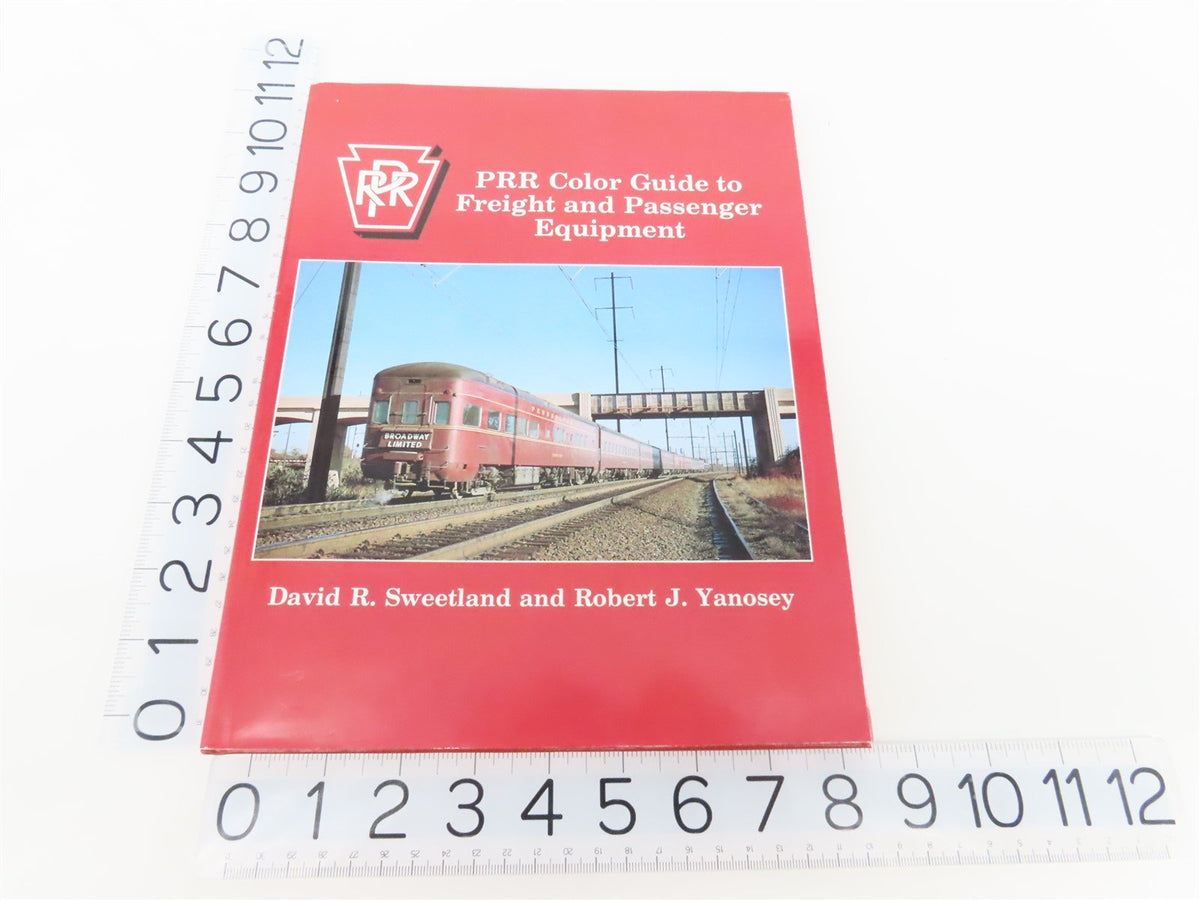 PRR
PRR Color Guide to
Freight and Passenger
Equipment
BROADWAY
LIMITED
David R. Sweetland and Robert J. Yanosey
12
11
10
9
8
7
6
5
4
3
2
1
0
0 1 2 3 4 5 6 7 8 9 10 11 12